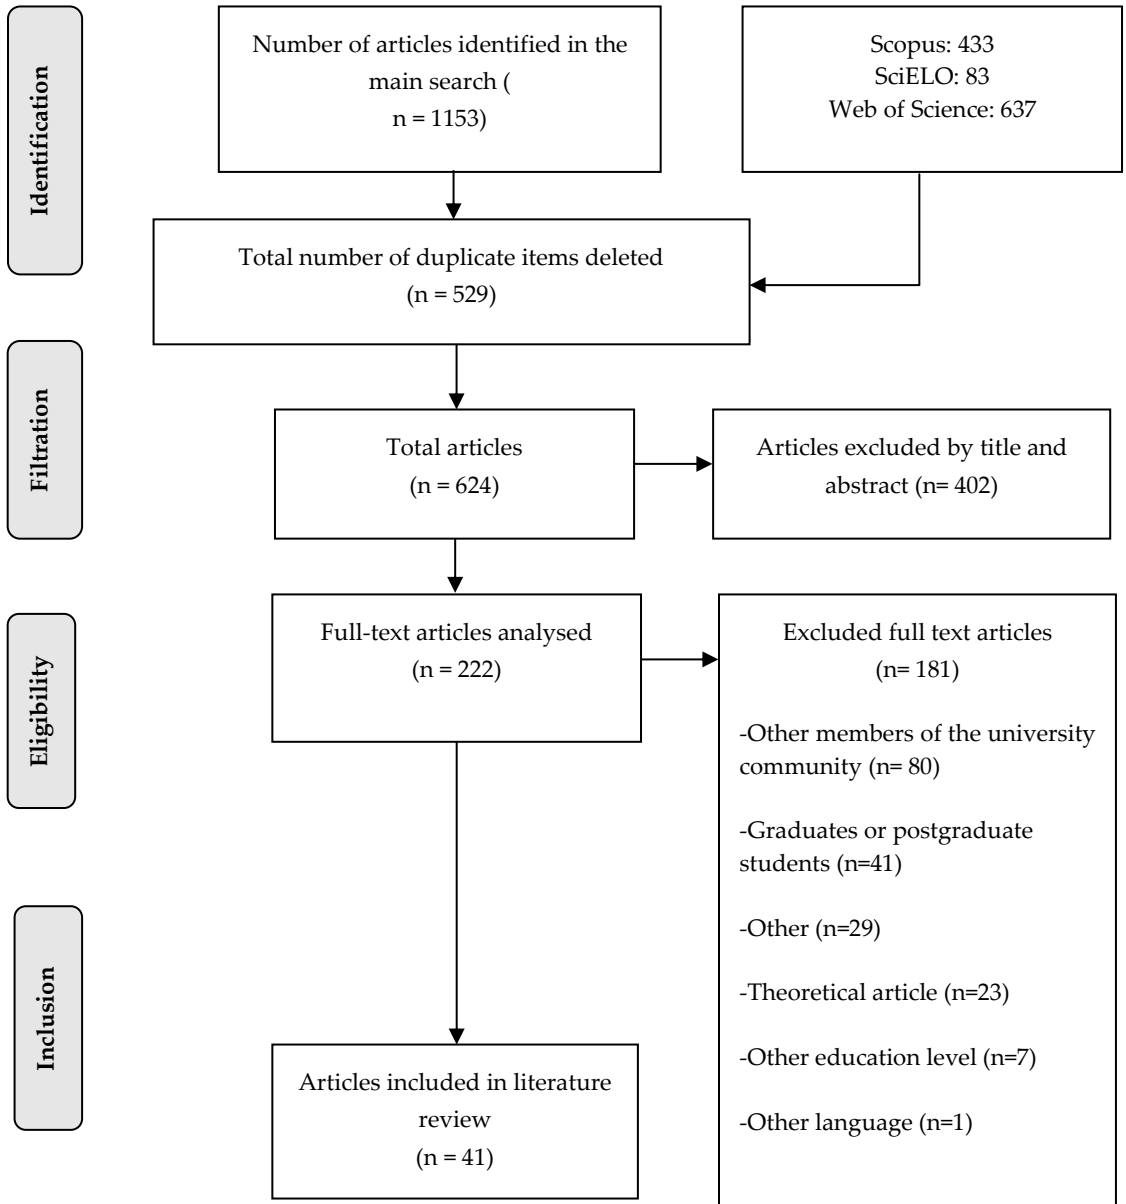 Identification
Number of articles identified in the
main search (
n = 1153)
Scopus: 433
SciELO: 83
Web of Science: 637
Total number of duplicate items deleted
(n = 529)
Filtration
Total articles
(n = 624)
Articles excluded by title and
abstract (n= 402)
Eligibility
Full-text articles analysed
(n = 222)
Excluded full text articles
(n= 181)
-Other members of the university
community (n= 80)
-Graduates or postgraduate
students (n=41)
-Other (n=29)
-Theoretical article (n=23)
-Other education level (n=7)
-Other language (n=1)
Inclusion
Articles included in literature
review
(n = 41)